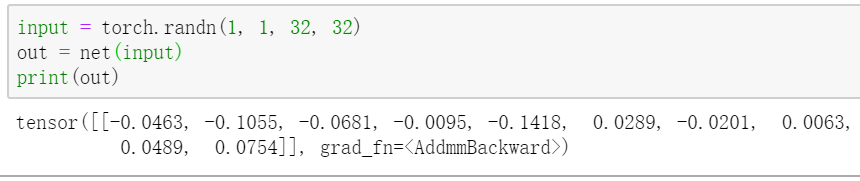 input = torch.randn(1, 1, 32, 32)
out = net(input)
print(out)
tensor([[-0.0463, -0.1055, -0.0681, -0.0095, -0.1418,  0.0289, -0.0201,  0.0063,
0.0489,  0.0754]], grad_fn=<AddmmBackward>)